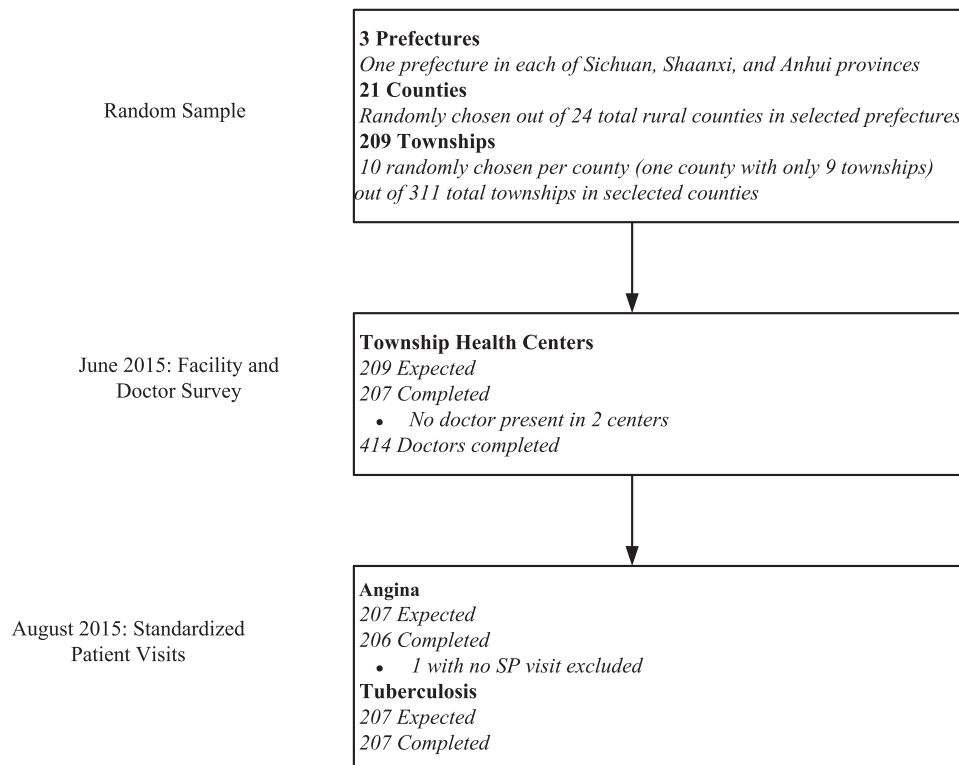 3 Prefectures
One prefecture in each of Sichuan, Shaanxi, and Anhui provinces
21 Counties
Random Sample
Randomly chosen out of 24 total rural counties in selected prefectures
209 Townships
10 randomly chosen per county (one county with only 9 townships)
out of 311 total townships in seclected counties
Township Health Centers
June 2015: Facility and
Doctor Survey
209 Expected
207 Completed
• No doctor present in 2 centers
414 Doctors completed
Angina
207 Expected
August 2015: Standardized
Patient Visits
206 Completed
• 1 with no SP visit excluded
Tuberculosis
207 Expected
207 Completed